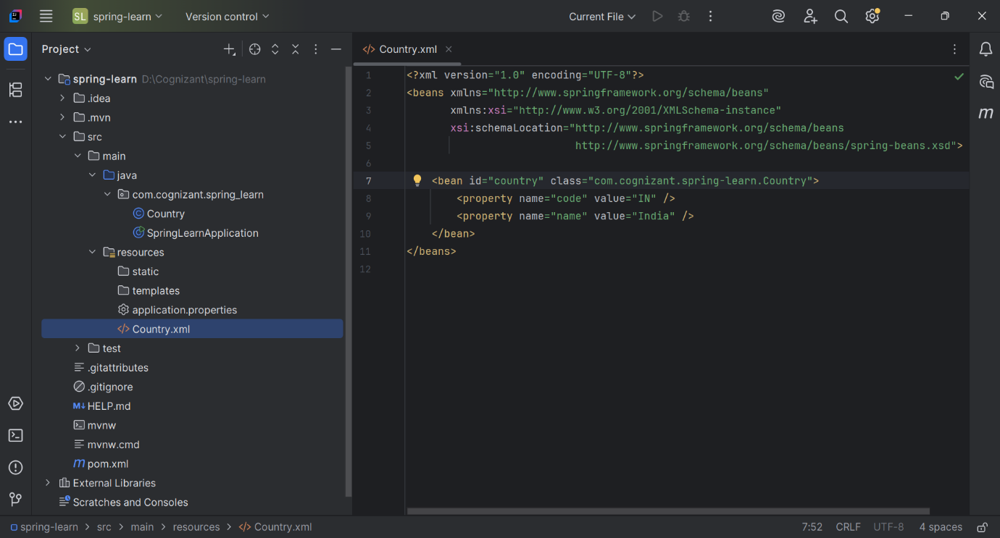 SL spring-learn Version control Current File
Project
Country.xml
spring-learn D:\Cognizant\spring-learn
.idea
.mvn
src
main
java
com.cognizant.spring_learn
Country
SpringLearnApplication
resources
static
templates
application.properties
Country.xml
test
.gitattributes
.gitignore
M↓ HELP.md
mvnw
mvnw.cmd
m pom.xml
External Libraries
Scratches and Consoles
1 <?xml version="1.0" encoding="UTF-8"?>
2 <beans xmlns="http://www.springframework.org/schema/beans"
3 xmlns:xsi="http://www.w3.org/2001/XMLSchema-instance"
4 xsi:schemaLocation="http://www.springframework.org/schema/beans
5 http://www.springframework.org/schema/beans/spring-beans.xsd">
6
7 <bean id="country" class="com.cognizant.spring-learn.Country">
8 <property name="code" value="IN" />
9 <property name="name" value="India" />
10 </bean>
11 </beans>
12
m
spring-learn > src > main > resources > Country.xml 7:52 CRLF UTF-8 4 spaces